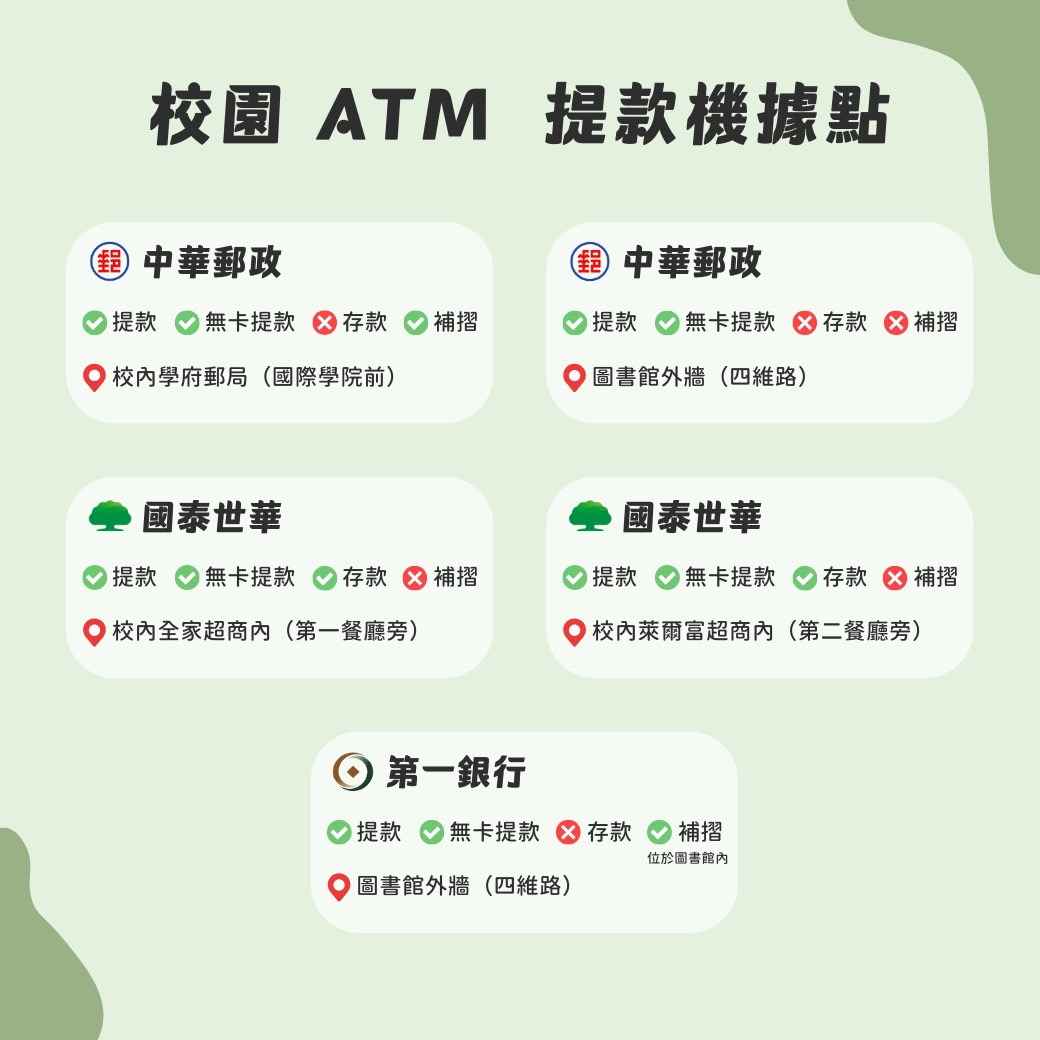 校園 ATM 提款機據點
郵 中華郵政
提款 無卡提款 存款 補摺
校內學府郵局（國際學院前）
郵 中華郵政
提款 無卡提款 存款 補摺
圖書館外牆（四維路）
國泰世華
提款 無卡提款 存款 補摺
校內全家超商內（第一餐廳旁）
國泰世華
提款 無卡提款 存款 補摺
校內萊爾富超商內（第二餐廳旁）
第一銀行
提款 無卡提款 存款 補摺
位於圖書館內
圖書館外牆（四維路）